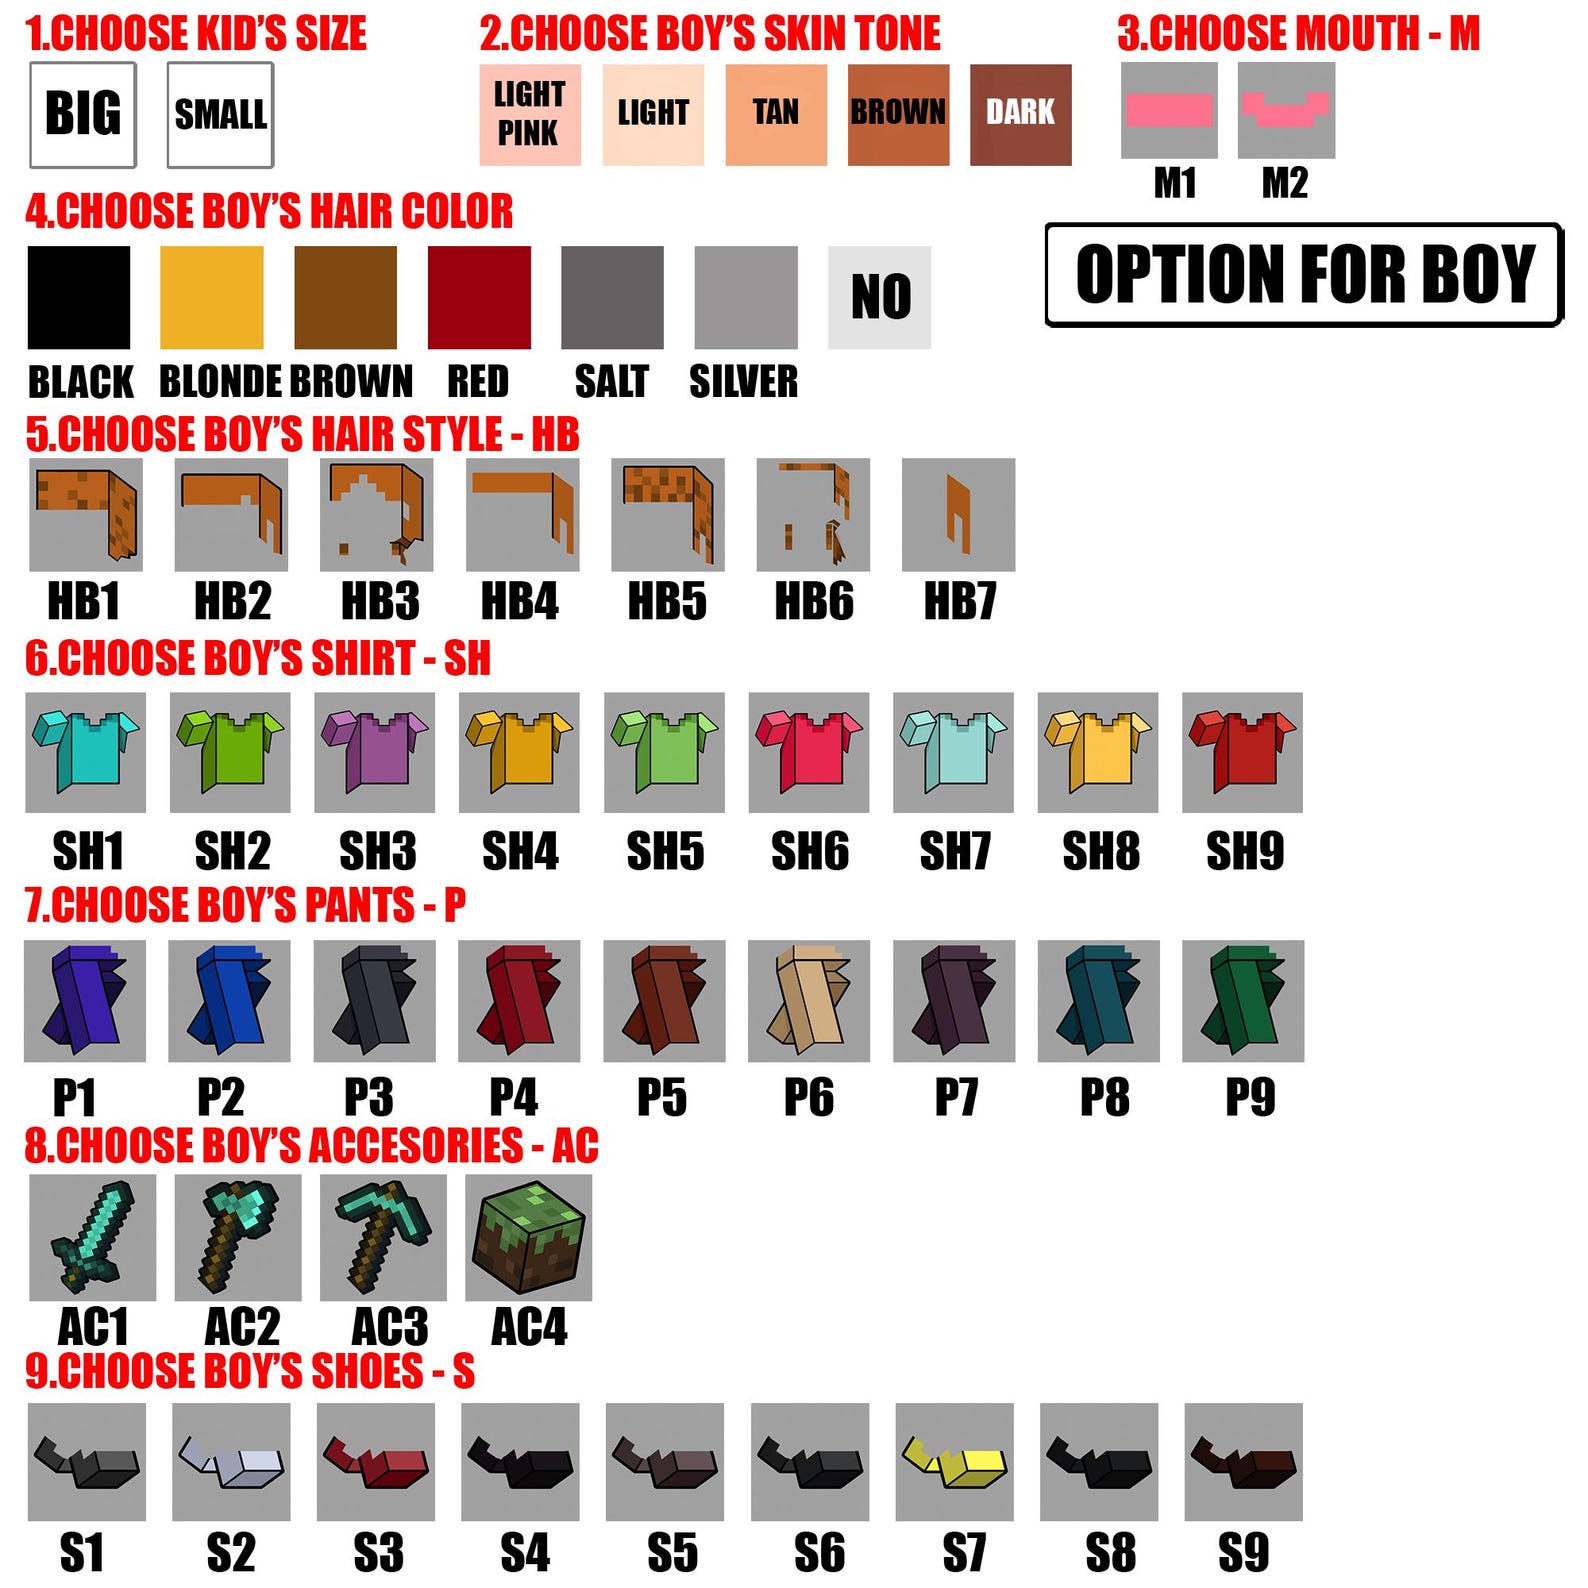 1.CHOOSE KID'S SIZE
BIG SMALL
2.CHOOSE BOY'S SKIN TONE
LIGHT PINK LIGHT TAN BROWN DARK
3.CHOOSE MOUTH - M
M1 M2
4.CHOOSE BOY'S HAIR COLOR
NO
BLACK BLONDE BROWN RED SALT SILVER
OPTION FOR BOY
5.CHOOSE BOY'S HAIR STYLE - HB
HB1 HB2 HB3 HB4 HB5 HB6 HB7
6.CHOOSE BOY'S SHIRT - SH
SH1 SH2 SH3 SH4 SH5 SH6 SH7 SH8 SH9
7.CHOOSE BOY'S PANTS - P
P1 P2 P3 P4 P5 P6 P7 P8 P9
8.CHOOSE BOY'S ACCESORIES - AC
AC1 AC2 AC3 AC4
9.CHOOSE BOY'S SHOES - S
S1 S2 S3 S4 S5 S6 S7 S8 S9